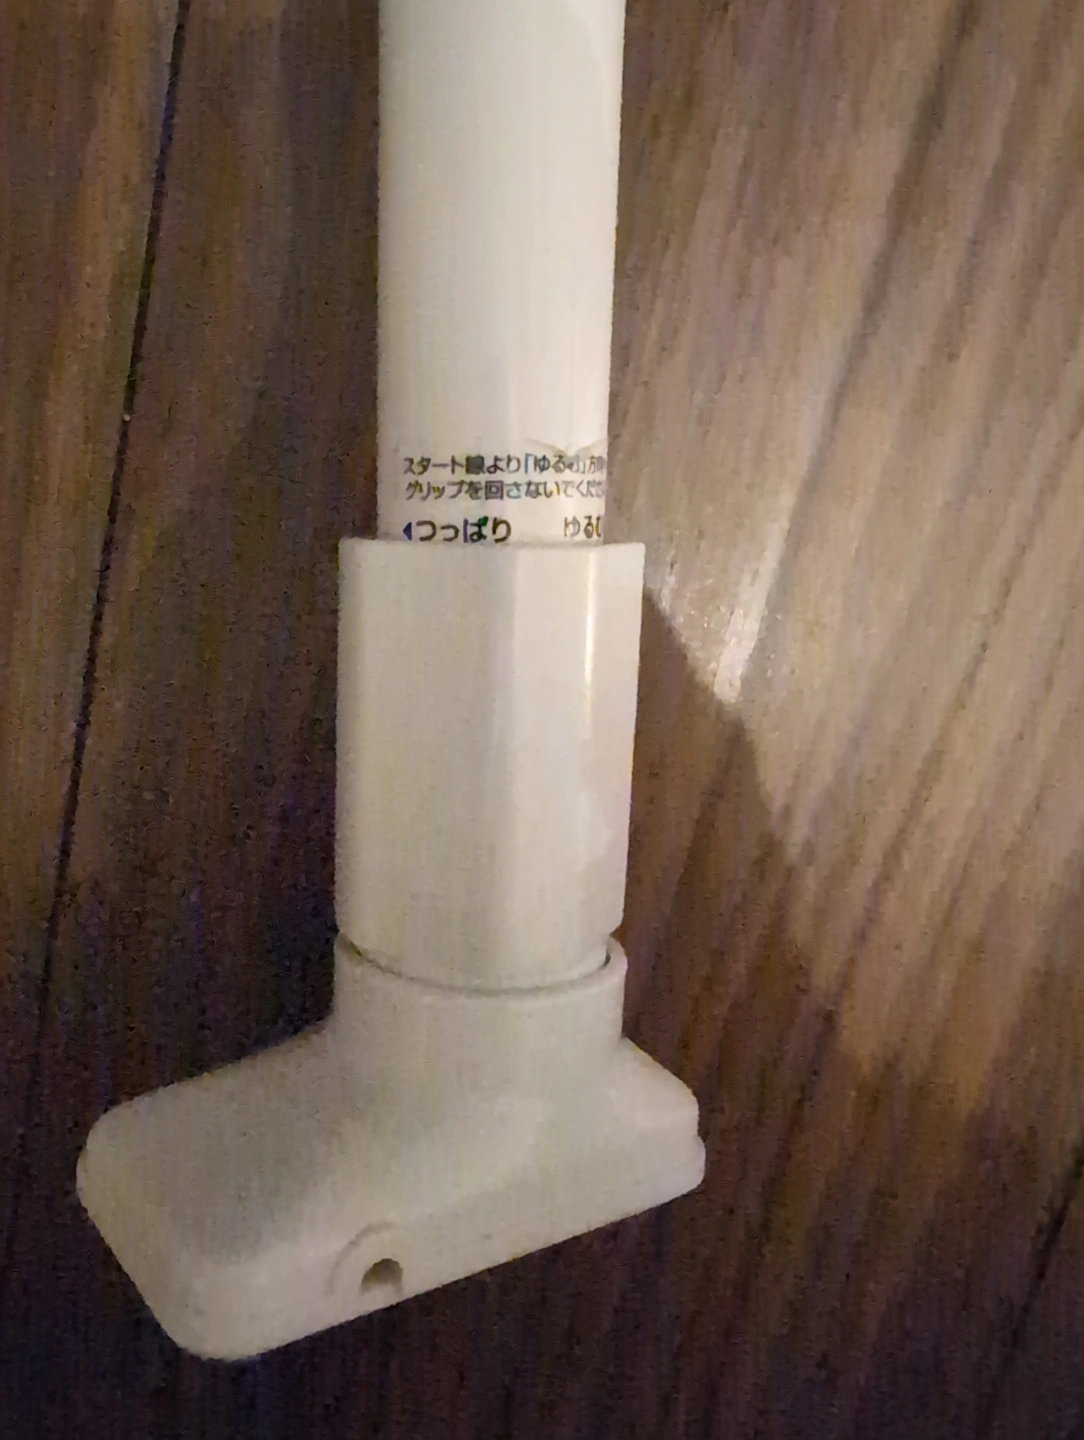 スタート線より「ゆるむ」方
グリップを回さないでくだ
◀つっぱり ゆるむ